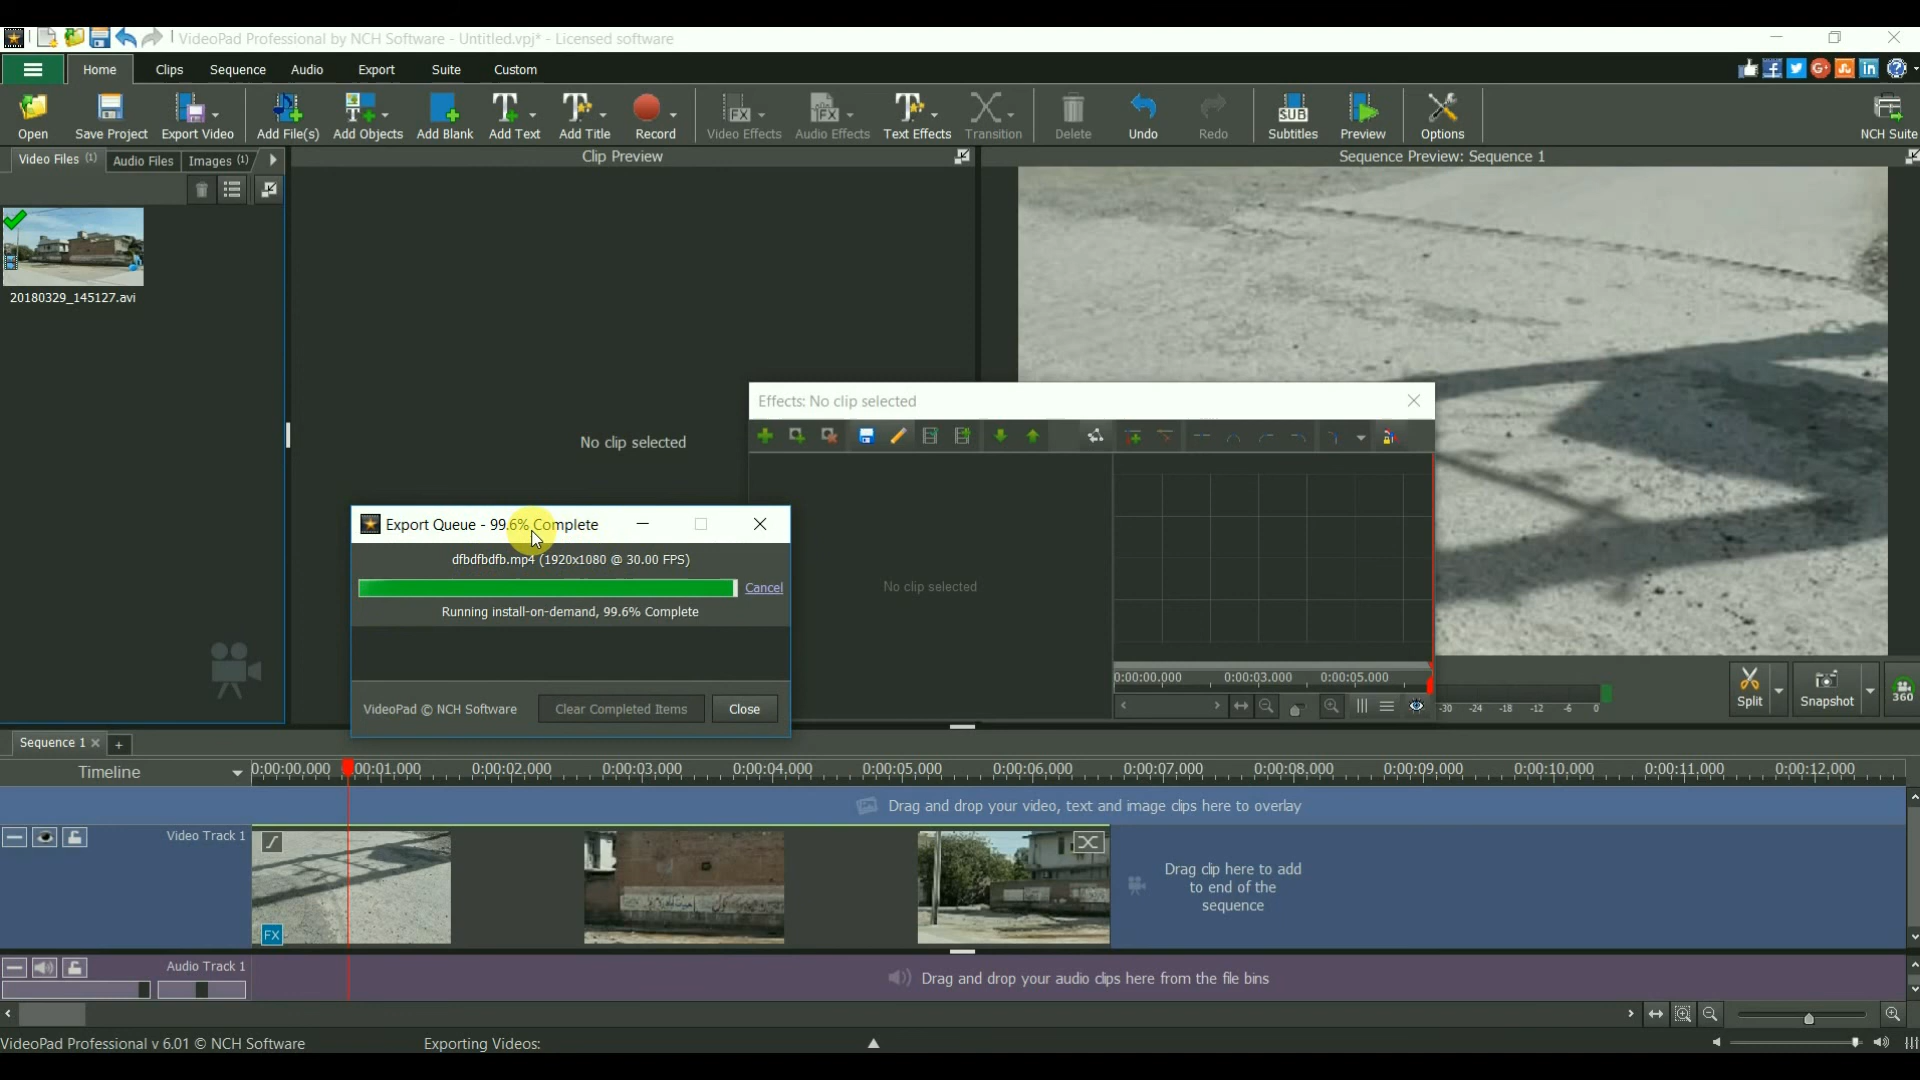 VideoPad Professional by NCH Software - Untitled.vpj* - Licensed software
Home Clips Sequence Audio Export Suite Custom
Open Save Project Export Video Add File(s) Add Objects Add Blank Add Text Add Title Record Video Effects Audio Effects Text Effects Transition Delete Undo Redo Subtitles Preview Options NCH Suite
Video Files (1) Audio Files Images (1)
Clip Preview
Sequence Preview: Sequence 1
20180329_145127.avi
No clip selected
Effects: No clip selected
No clip selected
0:00:00.000 0:00:03.000 0:00:05.000
Export Queue - 99.6% Complete
dfbdfbdfb.mp4 (1920x1080 @ 30.00 FPS)
Cancel
Running install-on-demand, 99.6% Complete
VideoPad © NCH Software Clear Completed Items Close
-30 -24 -18 -12 -6 0
Split Snapshot 360
Sequence 1
Timeline 0:00:00.000 0:00:01.000 0:00:02.000 0:00:03.000 0:00:04.000 0:00:05.000 0:00:06.000 0:00:07.000 0:00:08.000 0:00:09.000 0:00:10.000 0:00:11.000 0:00:12.000
Drag and drop your video, text and image clips here to overlay
Video Track 1
FX
Drag clip here to add
to end of the
sequence
Audio Track 1
Drag and drop your audio clips here from the file bins
VideoPad Professional v 6.01 © NCH Software Exporting Videos: